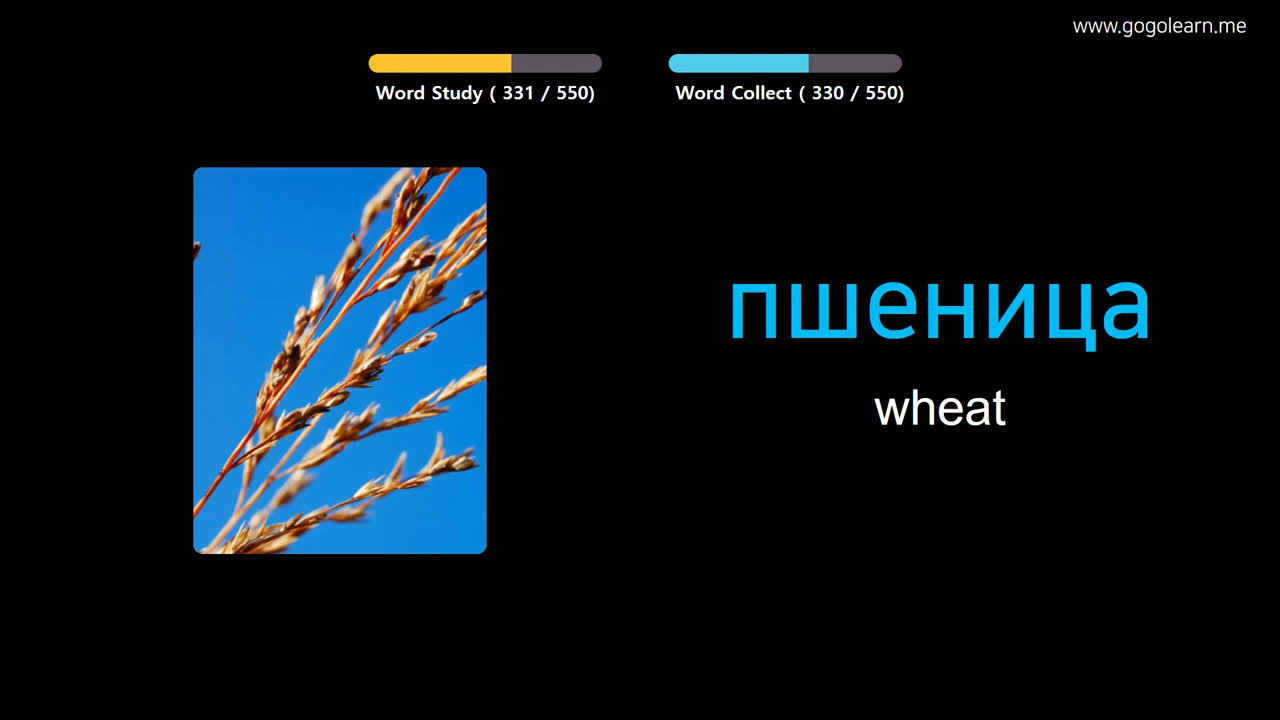 www.gogolearn.me
Word Study ( 331 / 550)
Word Collect ( 330 / 550)
пшеница
wheat